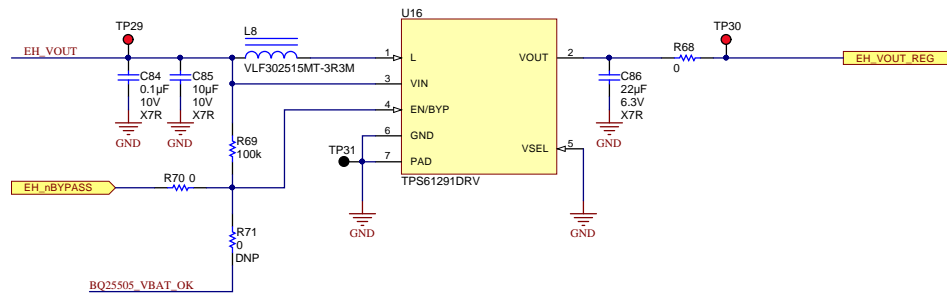 U16
TP29
TP30
L8
EH_VOUT
1
L
VOUT
2
R68
EH_VOUT_REG
VLF302515MT-3R3M
0
C84
0.1µF
10V
X7R
C85
10µF
10V
X7R
3
VIN
C86
22µF
6.3V
X7R
4
EN/BYP
GND
GND
GND
R69
100k
6
GND
TP31
VSEL
5
7
PAD
TPS61291DRV
R70 0
EH_nBYPASS
GND
GND
R71
0
DNP
BQ25505_VBAT_OK